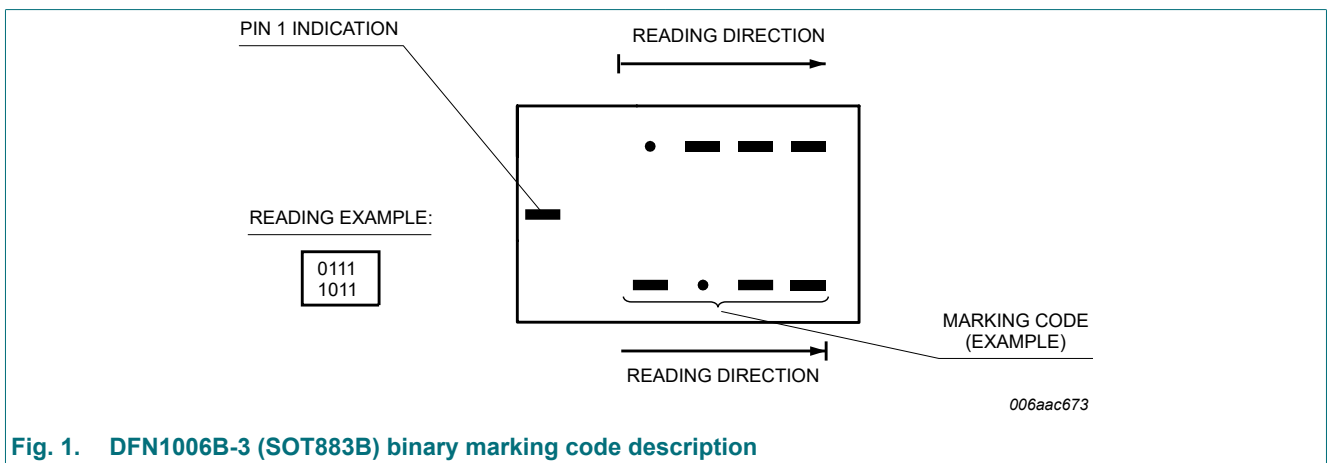 PIN 1 INDICATION
READING DIRECTION
READING EXAMPLE:
0111
1011
MARKING CODE
(EXAMPLE)
READING DIRECTION
006aac673
Fig. 1. DFN1006B-3 (SOT883B) binary marking code description